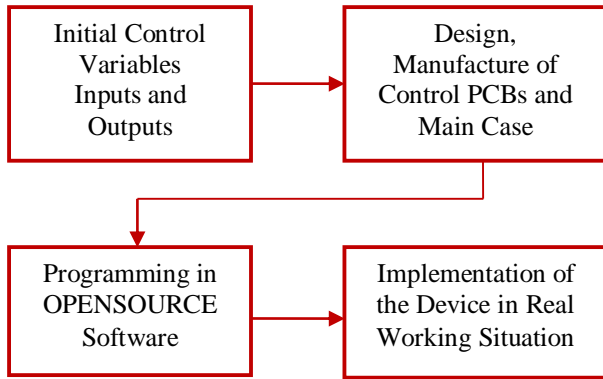 Initial Control
Variables
Inputs and
Outputs
Design,
Manufacture of
Control PCBs and
Main Case
Programming in
OPENSOURCE
Software
Implementation of
the Device in Real
Working Situation